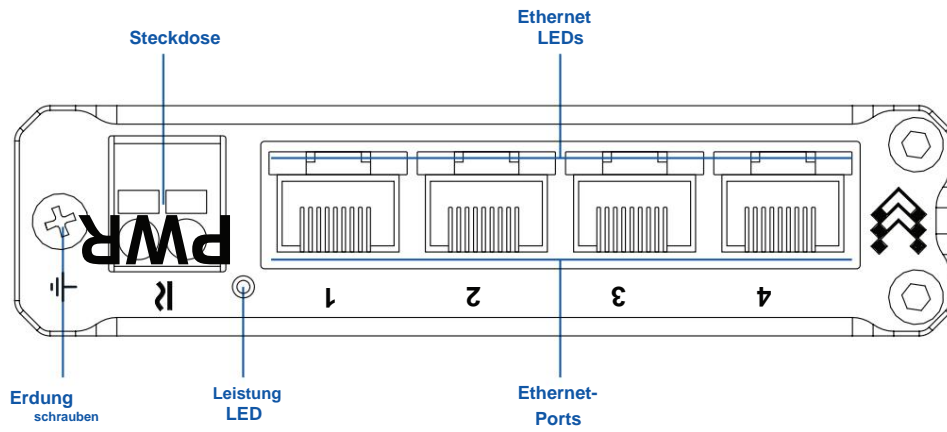 Ethernet
LEDs
Steckdose
PWR
1 2 3 4
Erdung
schrauben
Leistung
LED
Ethernet-
Ports